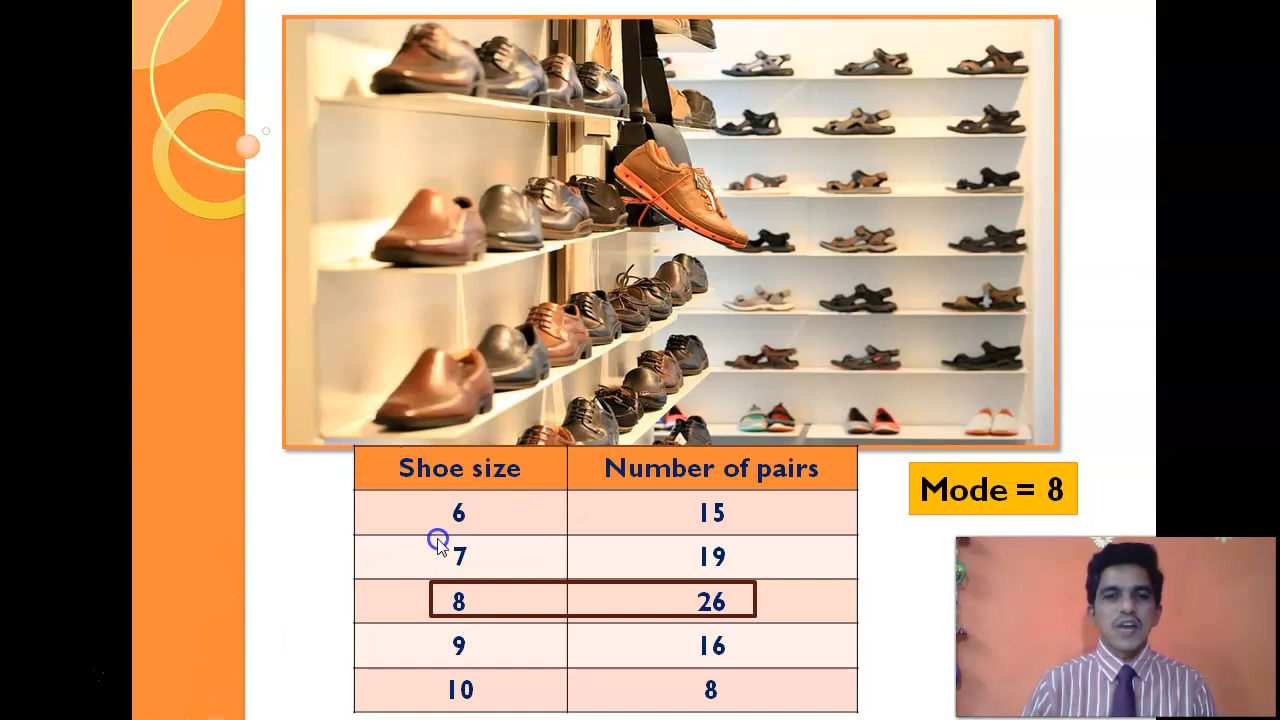 Shoe size Number of pairs
6 15
7 19
8 26
9 16
10 8
Mode = 8